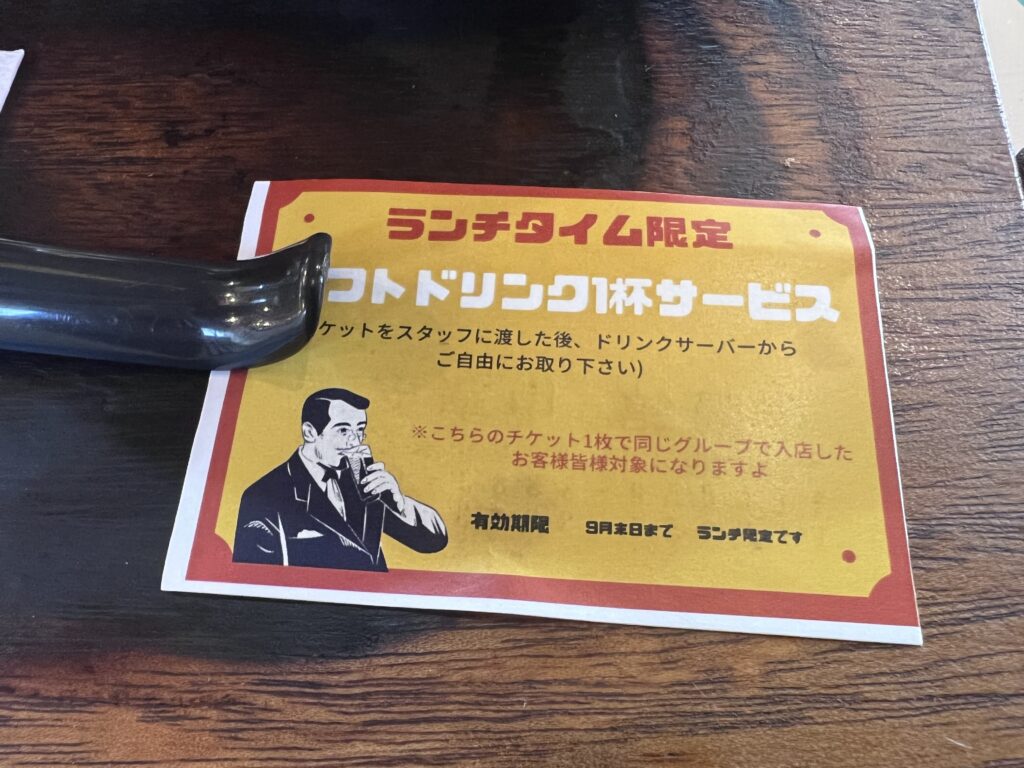 ランチタイム限定
フトドリンク1杯サービス
ケットをスタッフに渡した後、ドリンクサーバーから
ご自由にお取り下さい)
※こちらのチケット1枚で同じグループで入店した
お客様皆様対象になりますよ
有効期限 9月末日まで ランチ限定です